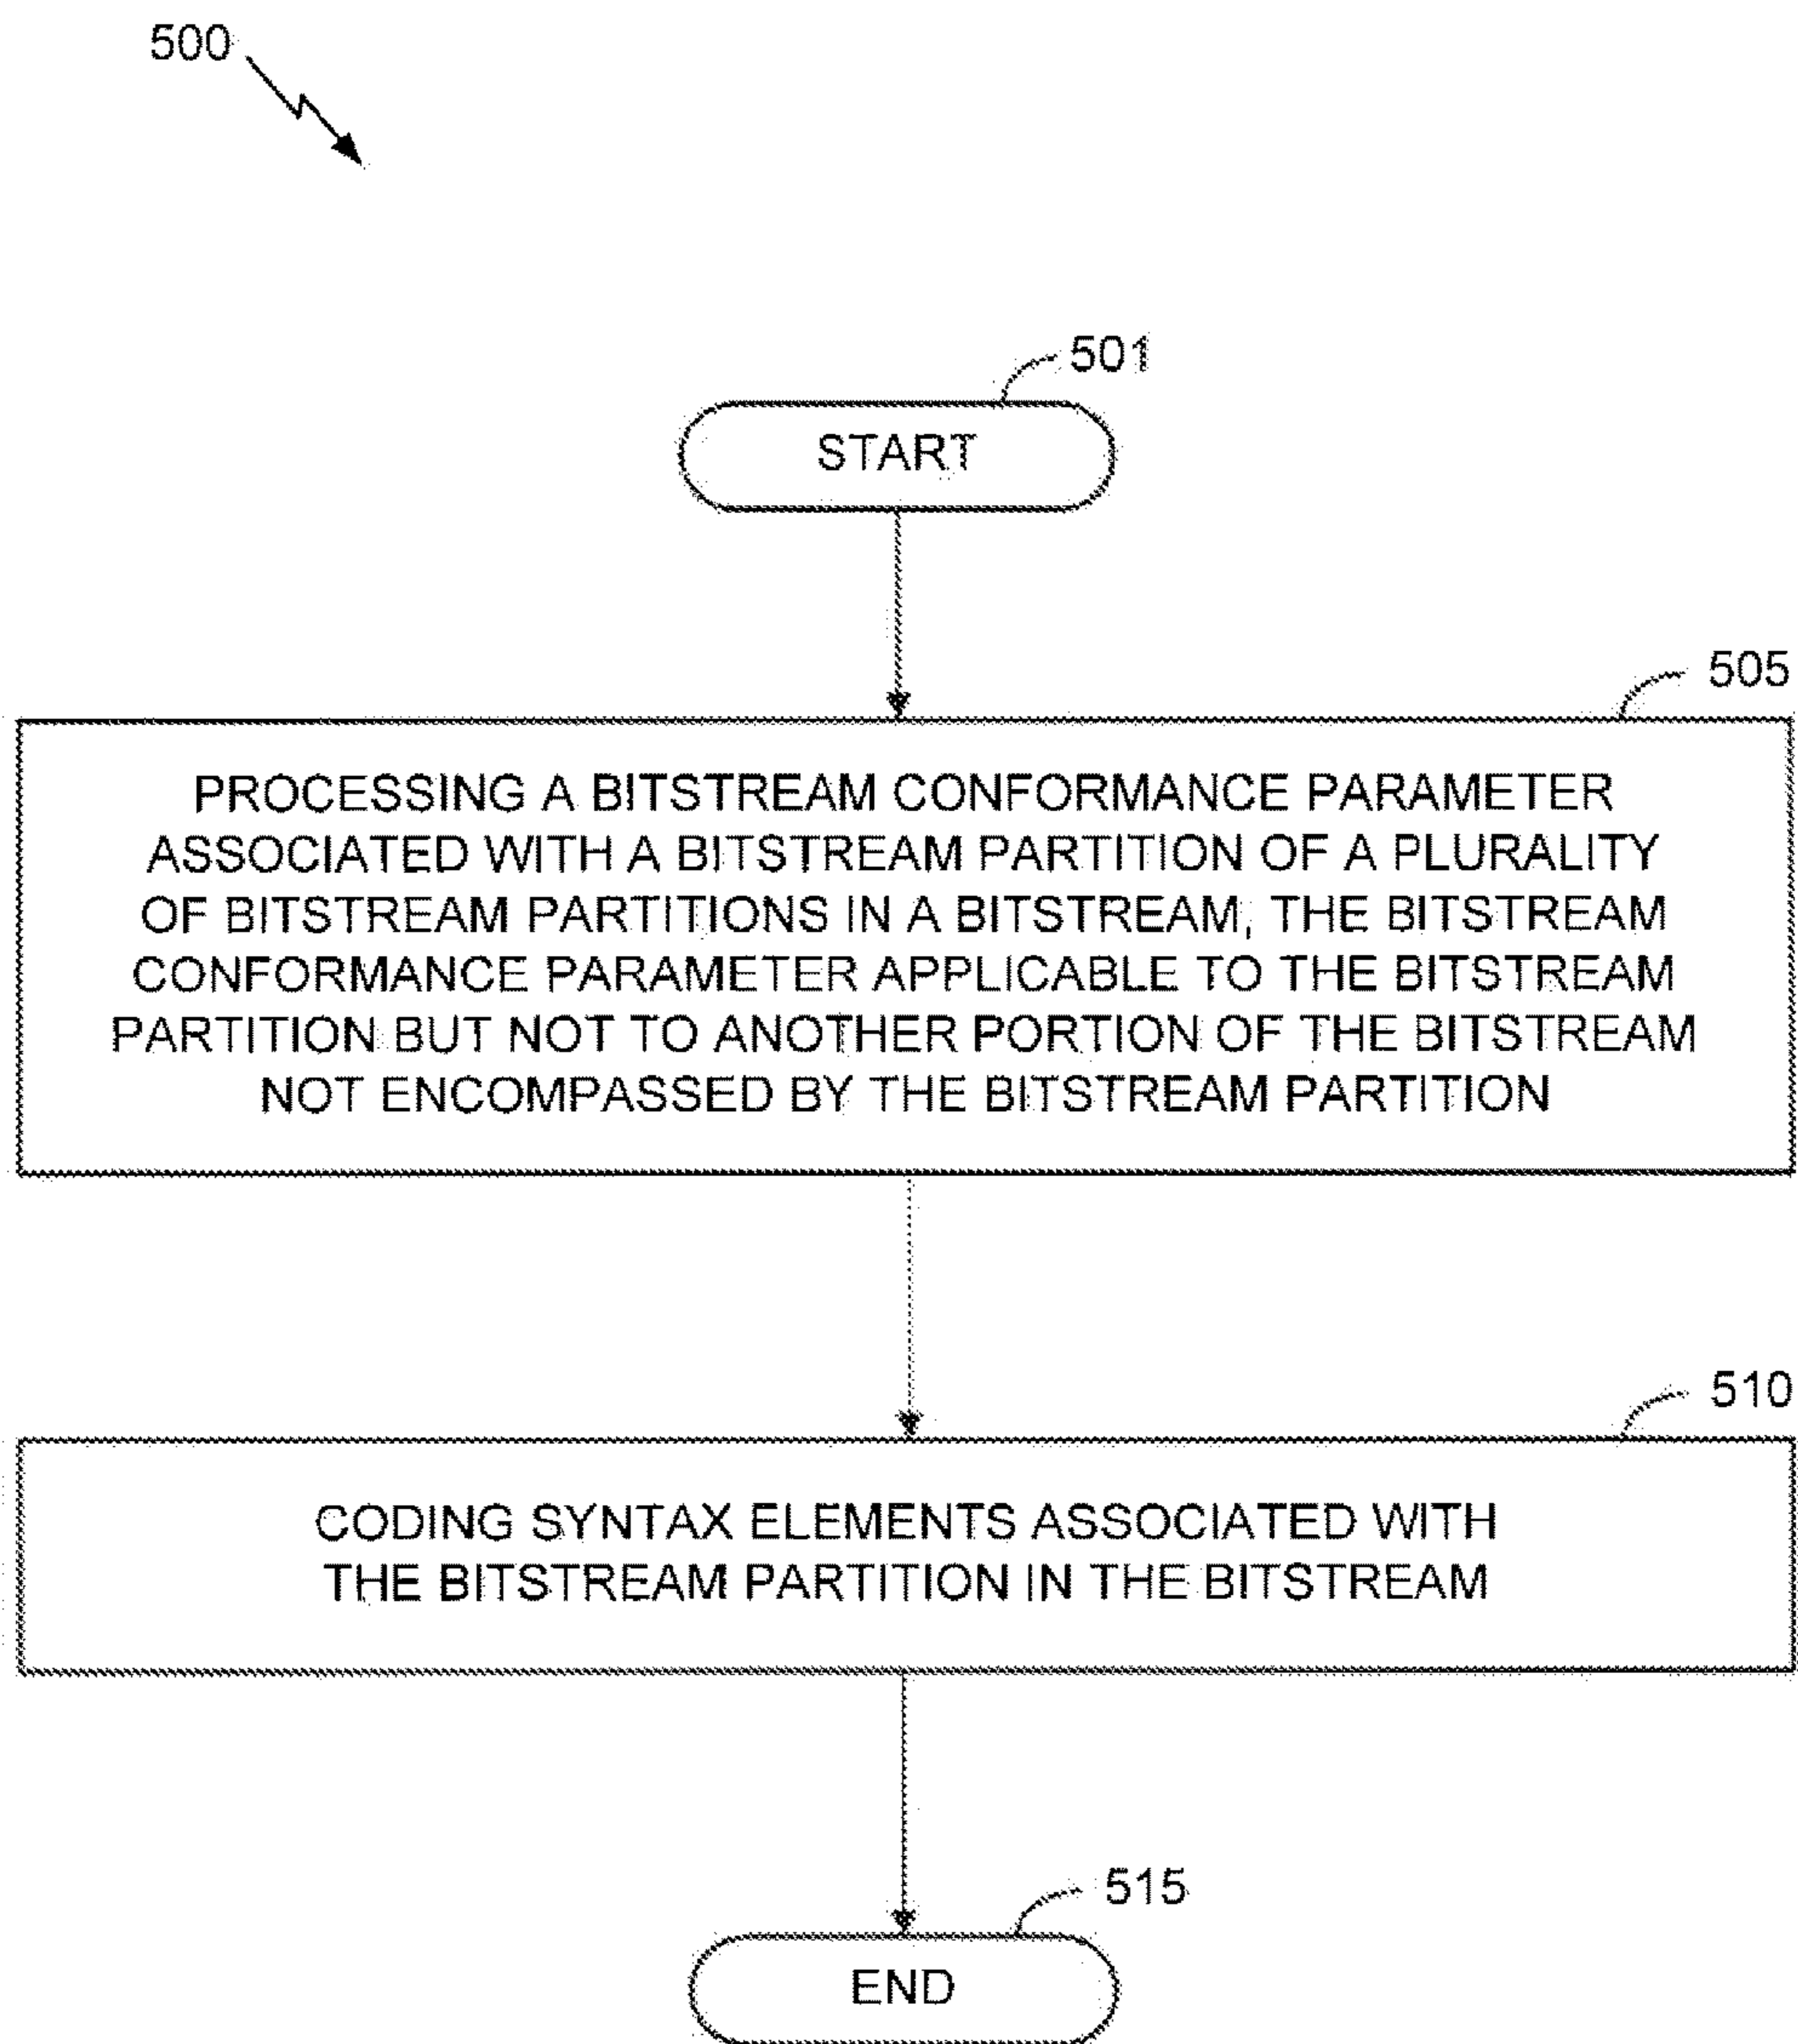 500
501
START
505
PROCESSING A BITSTREAM CONFORMANCE PARAMETER
ASSOCIATED WITH A BITSTREAM PARTITION OF A PLURALITY
OF BITSTREAM PARTITIONS IN A BITSTREAM, THE BITSTREAM
CONFORMANCE PARAMETER APPLICABLE TO THE BITSTREAM
PARTITION BUT NOT TO ANOTHER PORTION OF THE BITSTREAM
NOT ENCOMPASSED BY THE BITSTREAM PARTITION
510
CODING SYNTAX ELEMENTS ASSOCIATED WITH
THE BITSTREAM PARTITION IN THE BITSTREAM
515
END